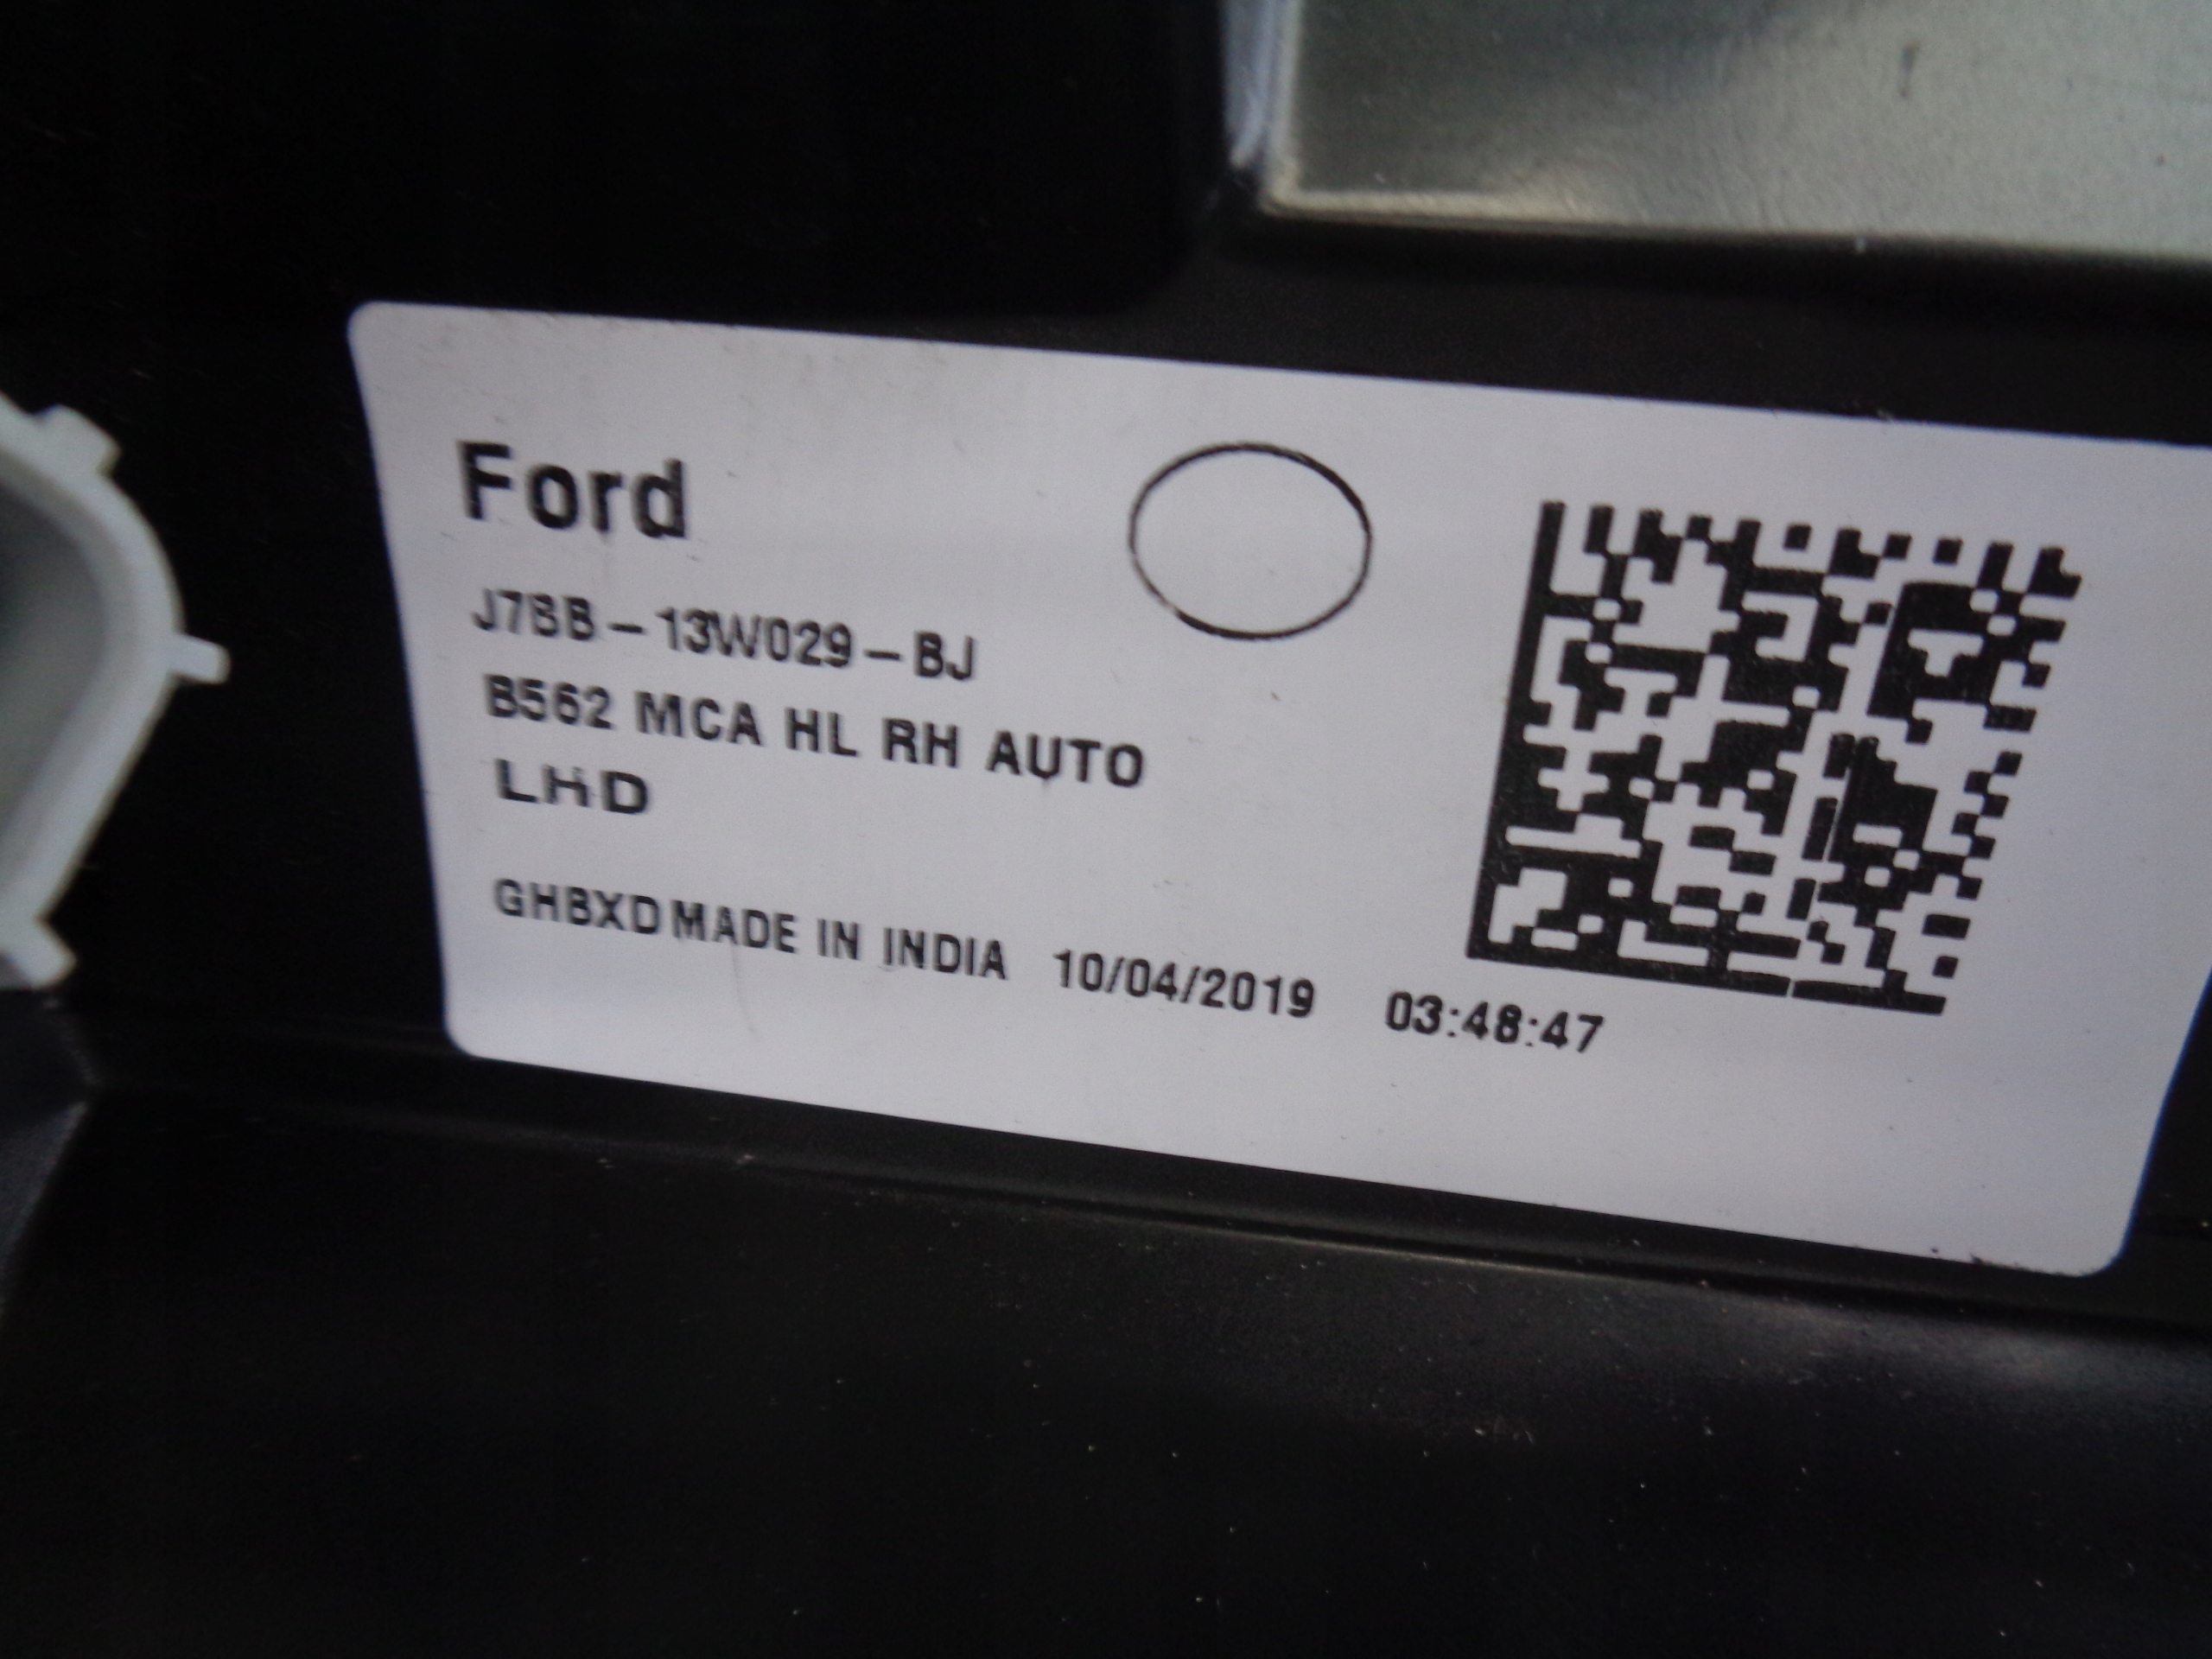 Ford
J7BB-13W029-BJ
B562 MCA HL RH AUTO
LHD
GHBXD MADE IN INDIA 10/04/2019 03:48:47